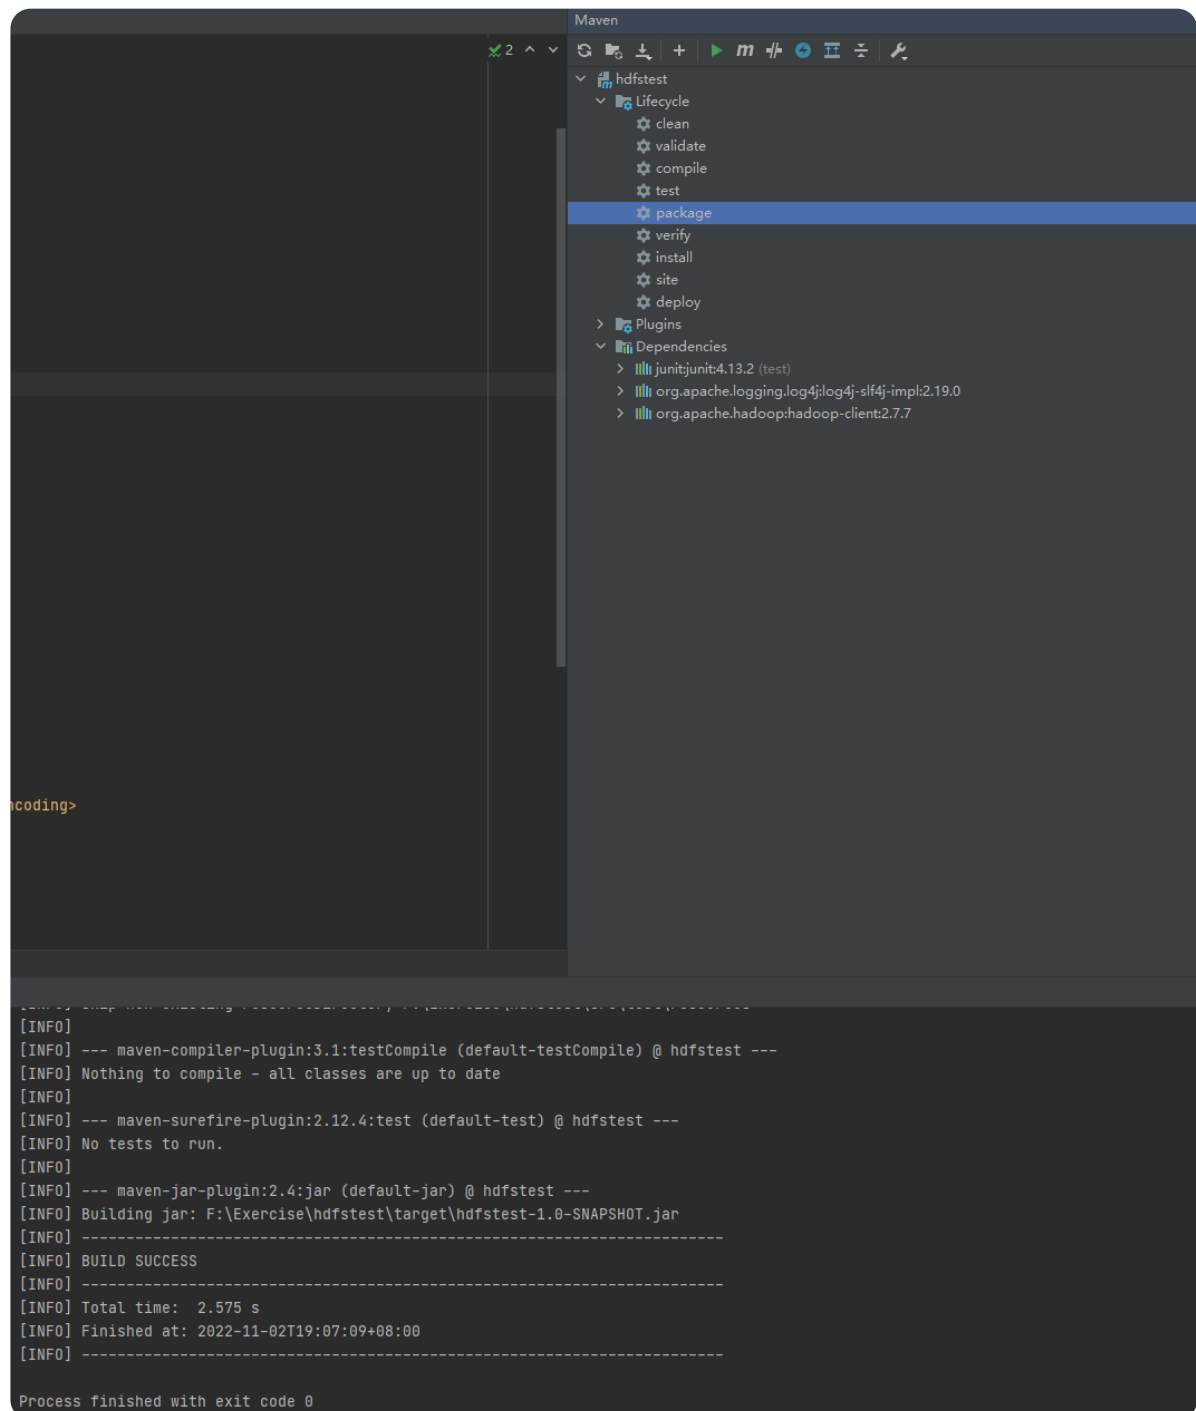 Maven
2
hdfstest
Lifecycle
clean
validate
compile
test
package
verify
install
site
deploy
Plugins
Dependencies
junit:junit:4.13.2 (test)
org.apache.logging.log4j:log4j-slf4j-impl:2.19.0
org.apache.hadoop:hadoop-client:2.7.7
ncoding>
[INFO]
[INFO] --- maven-compiler-plugin:3.1:testCompile (default-testCompile) @ hdfstest ---
[INFO] Nothing to compile - all classes are up to date
[INFO]
[INFO] --- maven-surefire-plugin:2.12.4:test (default-test) @ hdfstest ---
[INFO] No tests to run.
[INFO]
[INFO] --- maven-jar-plugin:2.4:jar (default-jar) @ hdfstest ---
[INFO] Building jar: F:\Exercise\hdfstest\target\hdfstest-1.0-SNAPSHOT.jar
[INFO] ------------------------------------------------------------------------
[INFO] BUILD SUCCESS
[INFO] ------------------------------------------------------------------------
[INFO] Total time:  2.575 s
[INFO] Finished at: 2022-11-02T19:07:09+08:00
[INFO] ------------------------------------------------------------------------
Process finished with exit code 0